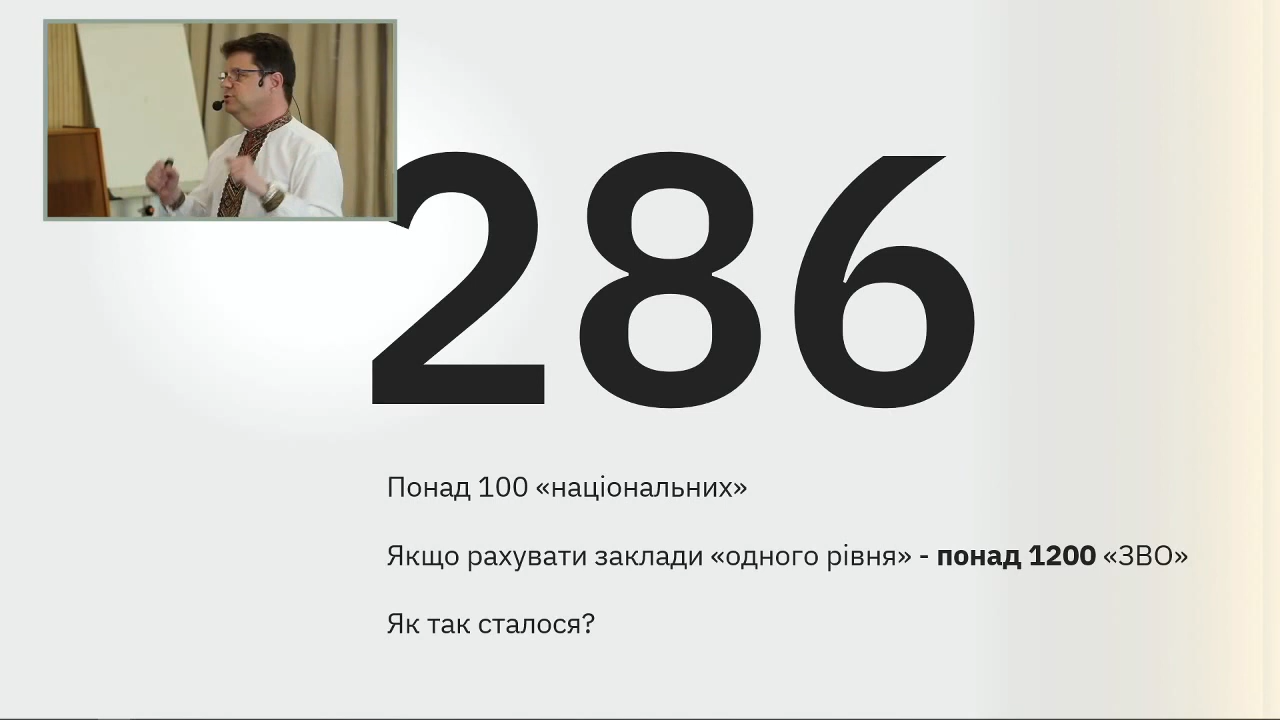 286
Понад 100 «національних»
Якщо рахувати заклади «одного рівня» - понад 1200 «ЗВО»
Як так сталося?